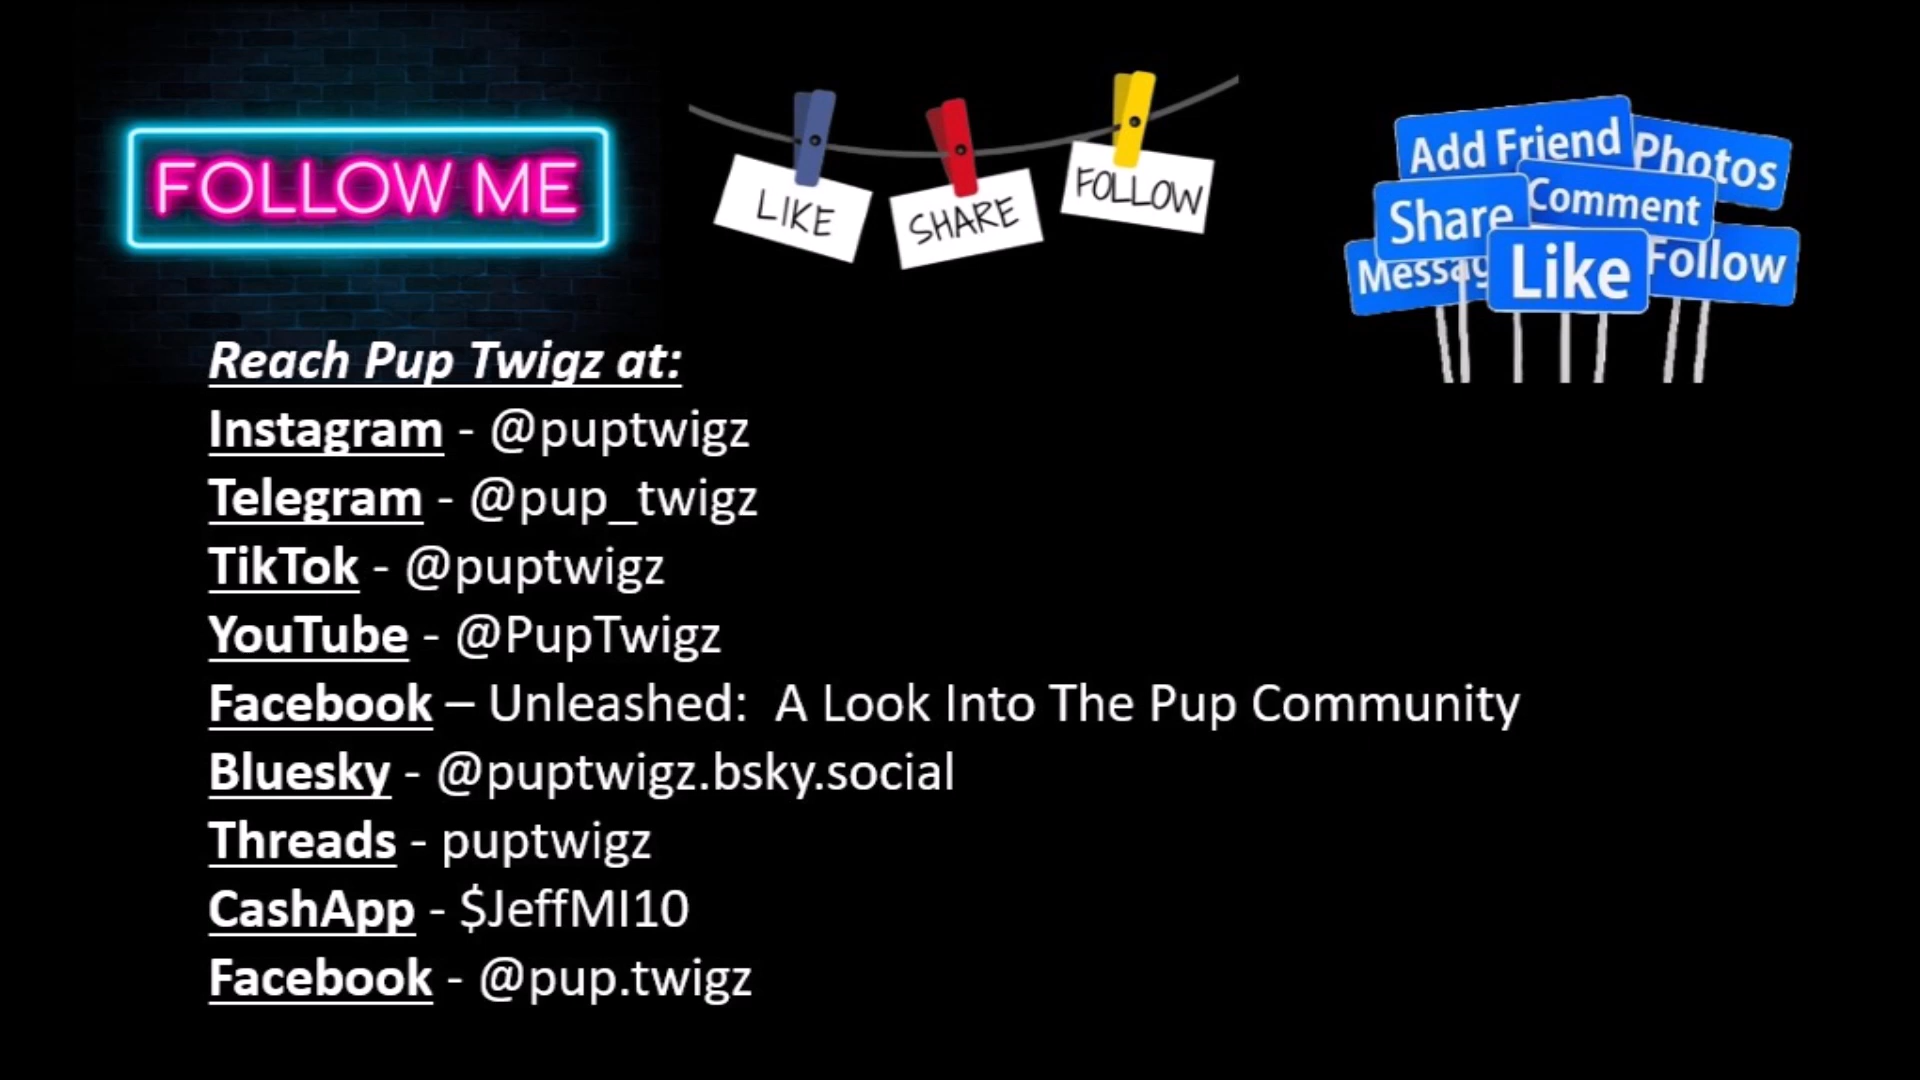 FOLLOW ME
LIKE
SHARE
FOLLOW
Add Friend
Photos
Share
Comment
Like
Follow
Reach Pup Twigz at:
Instagram - @puptwigz
Telegram - @pup_twigz
TikTok - @puptwigz
YouTube - @PupTwigz
Facebook – Unleashed:  A Look Into The Pup Community
Bluesky - @puptwigz.bsky.social
Threads - puptwigz
CashApp - $JeffMI10
Facebook - @pup.twigz